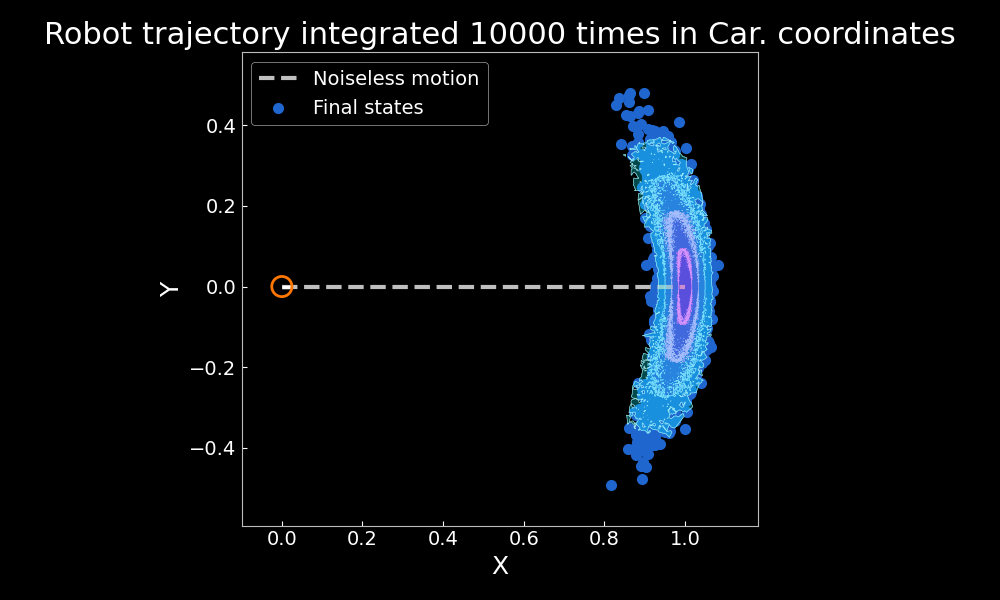 Robot trajectory integrated 10000 times in Car. coordinates
Noiseless motion
Final states
0.4
0.2
0.0
−0.2
−0.4
Y
0.0 0.2 0.4 0.6 0.8 1.0
X